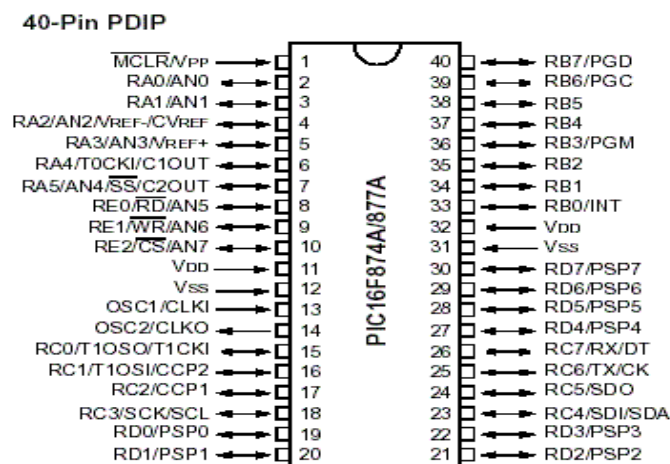 40-Pin PDIP
MCLR/VPP 1 40 RB7/PGD
RA0/AN0 2 39 RB6/PGC
RA1/AN1 3 38 RB5
RA2/AN2/VREF-/CVREF 4 37 RB4
RA3/AN3/VREF+ 5 36 RB3/PGM
RA4/T0CKI/C1OUT 6 35 RB2
RA5/AN4/SS/C2OUT 7 34 RB1
RE0/RD/AN5 8 33 RB0/INT
RE1/WR/AN6 9 32 VDD
RE2/CS/AN7 10 31 VSS
VDD 11 30 RD7/PSP7
VSS 12 29 RD6/PSP6
OSC1/CLKI 13 28 RD5/PSP5
OSC2/CLKO 14 27 RD4/PSP4
RC0/T1OSO/T1CKI 15 26 RC7/RX/DT
RC1/T1OSI/CCP2 16 25 RC6/TX/CK
RC2/CCP1 17 24 RC5/SDO
RC3/SCK/SCL 18 23 RC4/SDI/SDA
RD0/PSP0 19 22 RD3/PSP3
RD1/PSP1 20 21 RD2/PSP2
PIC16F874A/877A